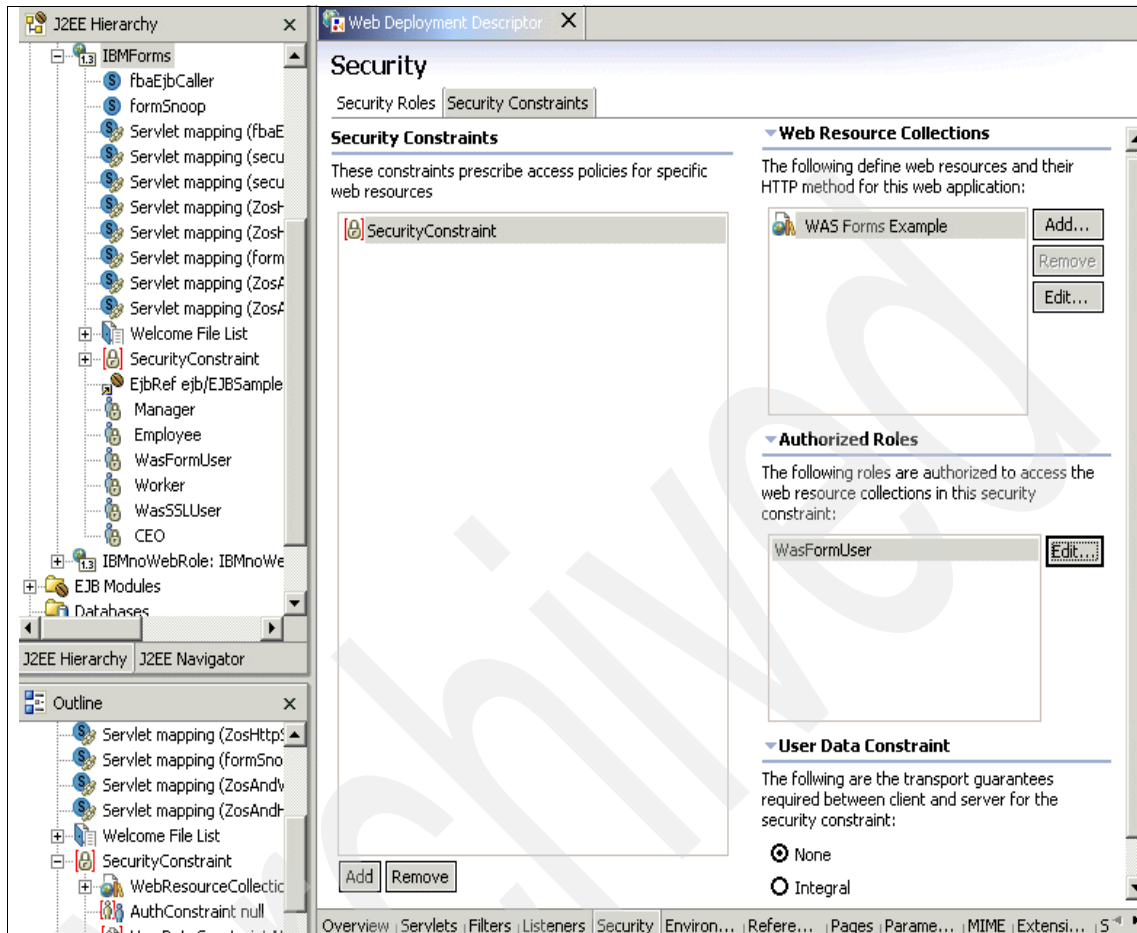 J2EE Hierarchy
IBMForms
fbaEjbCaller
formSnoop
Servlet mapping (fbaE
Servlet mapping (secu
Servlet mapping (secu
Servlet mapping (ZosH
Servlet mapping (ZosH
Servlet mapping (form
Servlet mapping (ZosA
Servlet mapping (ZosA
Welcome File List
SecurityConstraint
EjbRef ejb/EJBSample
Manager
Employee
WasFormUser
Worker
WasSSLUser
CEO
IBMnoWebRole: IBMnoWe
EJB Modules
Databases
J2EE Hierarchy J2EE Navigator
Outline
Servlet mapping (ZosHttpS
Servlet mapping (formSno
Servlet mapping (ZosAndW
Servlet mapping (ZosAndH
Welcome File List
SecurityConstraint
WebResourceCollectic
AuthConstraint null
Web Deployment Descriptor
Security
Security Roles Security Constraints
Security Constraints
These constraints prescribe access policies for specific
web resources
SecurityConstraint
Add Remove
Web Resource Collections
The following define web resources and their
HTTP method for this web application:
WAS Forms Example
Add...
Remove
Edit...
Authorized Roles
The following roles are authorized to access the
web resource collections in this security
constraint:
WasFormUser
Edit...
User Data Constraint
The follwing are the transport guarantees
required between client and server for the
security constraint:
None
Integral
Overview Servlets Filters Listeners Security Environ... Refere... Pages Parame... MIME Extensi... S
Archived